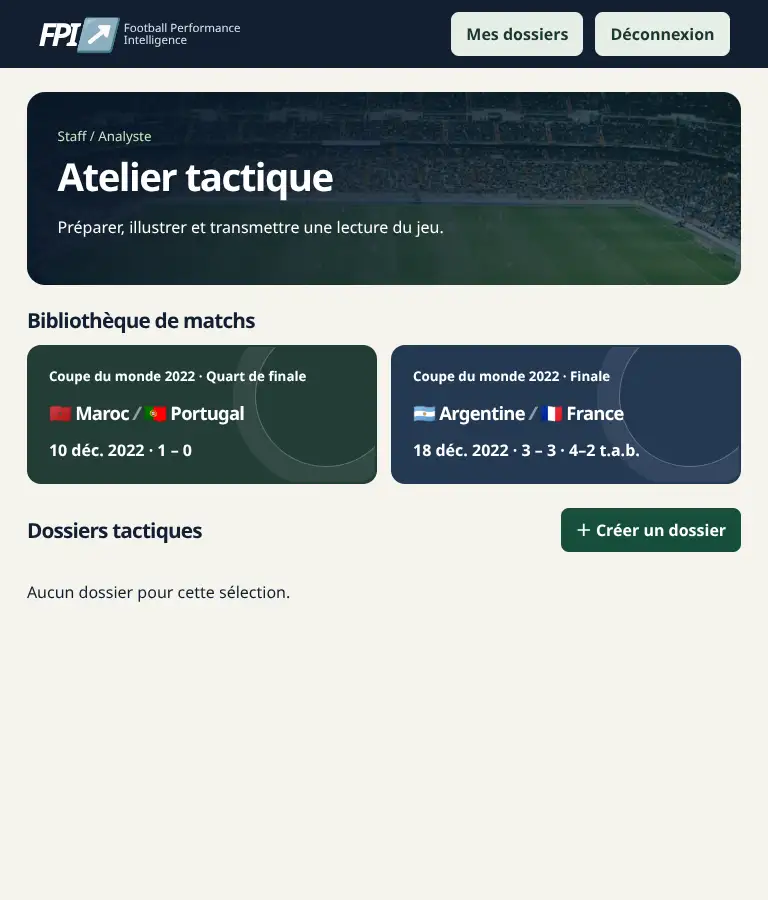 FPI
Football Performance
Intelligence
Mes dossiers
Déconnexion
Staff / Analyste
Atelier tactique
Préparer, illustrer et transmettre une lecture du jeu.
Bibliothèque de matchs
Coupe du monde 2022 · Quart de finale
Maroc / Portugal
10 déc. 2022 · 1 – 0
Coupe du monde 2022 · Finale
Argentine / France
18 déc. 2022 · 3 – 3 · 4–2 t.a.b.
Dossiers tactiques
+ Créer un dossier
Aucun dossier pour cette sélection.